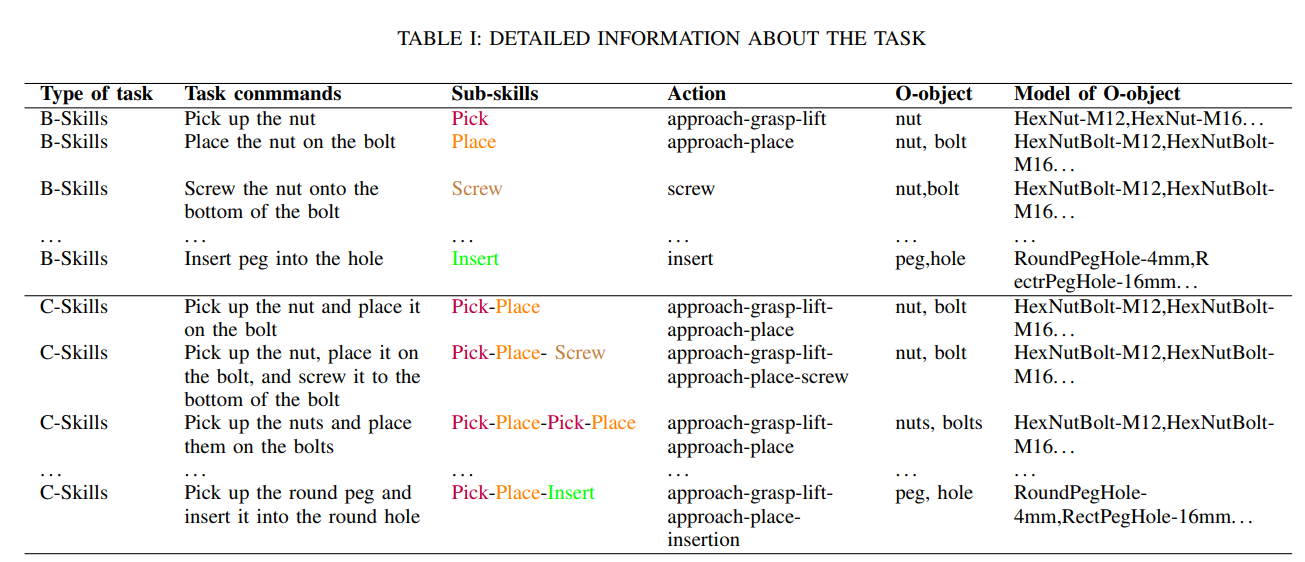 TABLE I: DETAILED INFORMATION ABOUT THE TASK
Type of task Task conmmands Sub-skills Action O-object Model of O-object
B-Skills Pick up the nut Pick approach-grasp-lift nut HexNut-M12,HexNut-M16...
B-Skills Place the nut on the bolt Place approach-place nut, bolt HexNutBolt-M12,HexNutBolt-
M16...
B-Skills Screw the nut onto the Screw screw nut,bolt HexNutBolt-M12,HexNutBolt-
bottom of the bolt M16...
... ... ... ... ... ...
B-Skills Insert peg into the hole Insert insert peg,hole RoundPegHole-4mm,R
ectrPegHole-16mm...
C-Skills Pick up the nut and place it Pick-Place approach-grasp-lift- nut, bolt HexNutBolt-M12,HexNutBolt-
on the bolt approach-place M16...
C-Skills Pick up the nut, place it on Pick-Place- Screw approach-grasp-lift- nut, bolt HexNutBolt-M12,HexNutBolt-
the bolt, and screw it to the approach-place-screw M16...
bottom of the bolt
C-Skills Pick up the nuts and place Pick-Place-Pick-Place approach-grasp-lift- nuts, bolts HexNutBolt-M12,HexNutBolt-
them on the bolts approach-place M16...
... ... ... ... ... ...
C-Skills Pick up the round peg and Pick-Place-Insert approach-grasp-lift- peg, hole RoundPegHole-
insert it into the round hole approach-place- 4mm,RectPegHole-16mm...
insertion